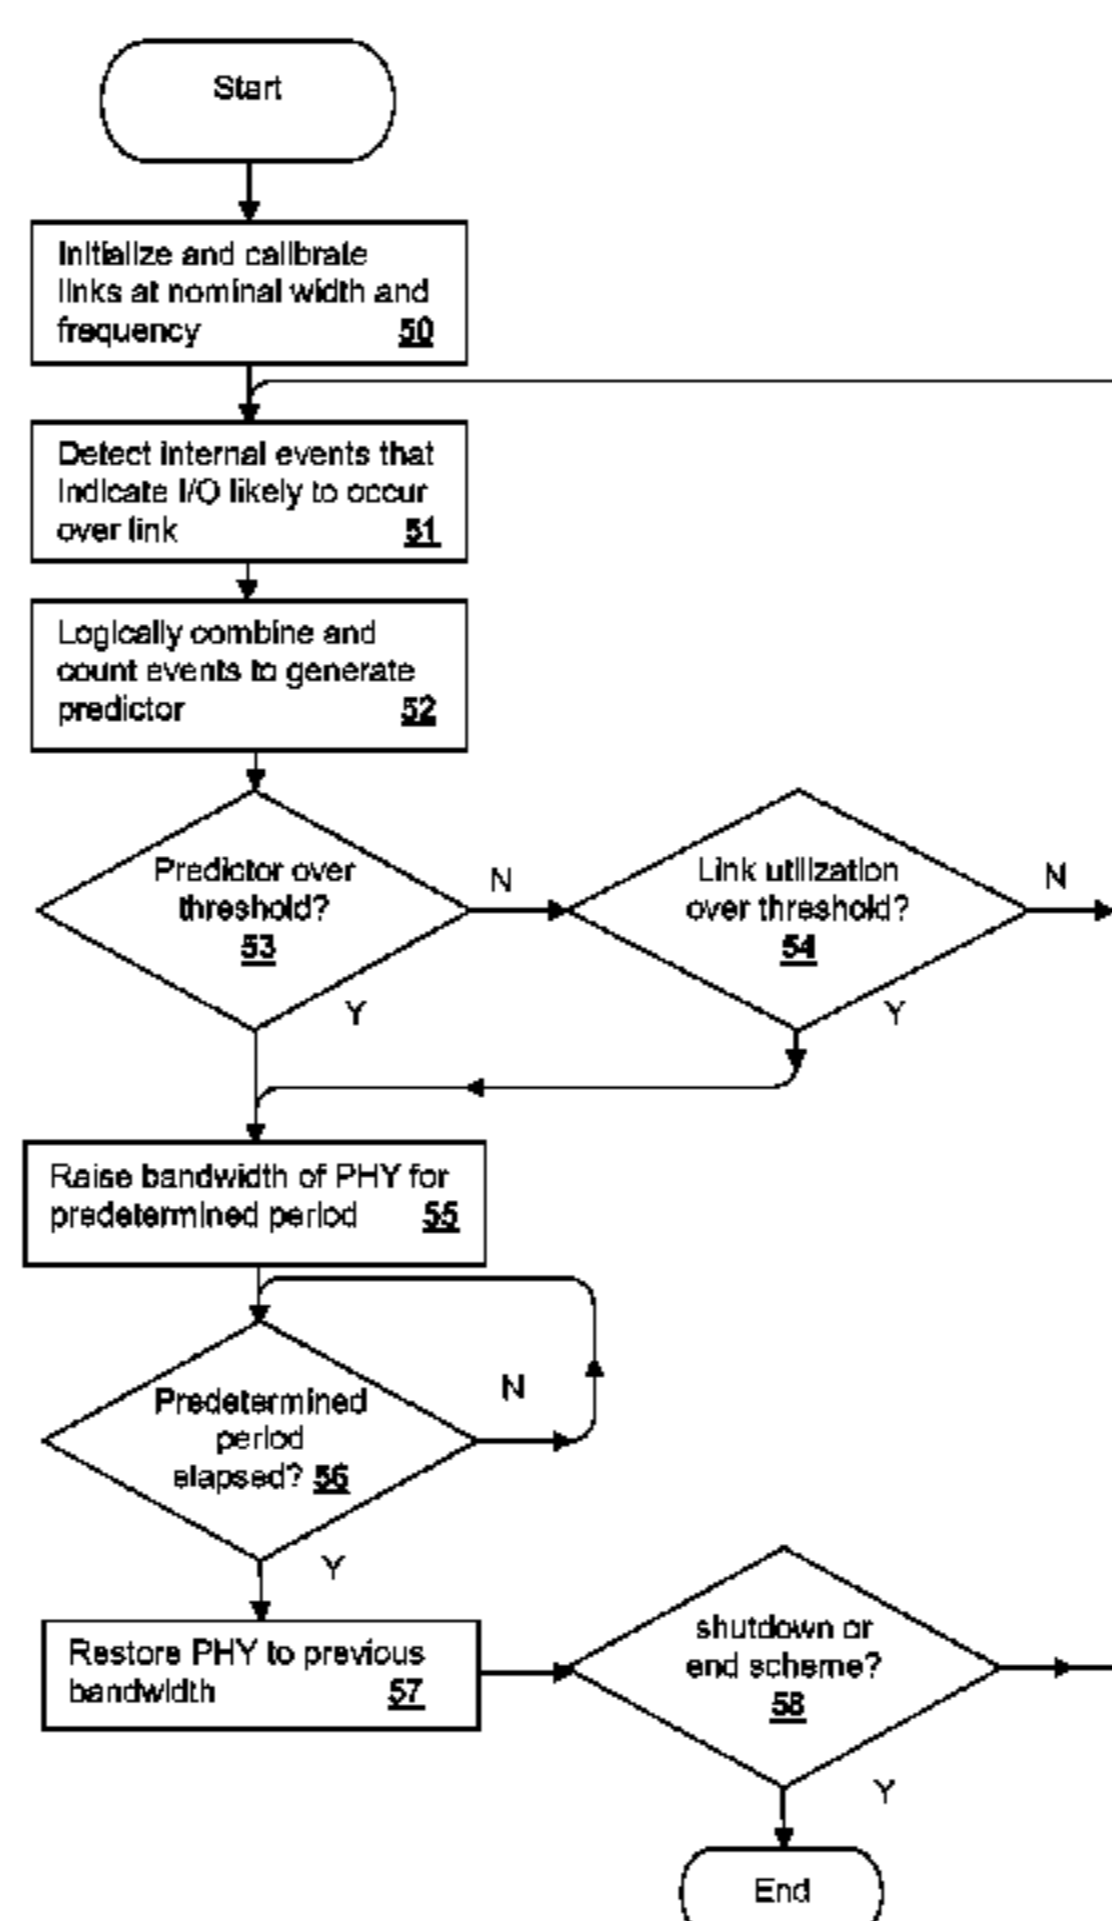 Start
Initialize and calibrate
links at nominal width and
frequency 50
Detect internal events that
indicate I/O likely to occur
over link 51
Logically combine and
count events to generate
predictor 52
Predictor over
threshold?
53
N
Y
Link utilization
over threshold?
54
N
Y
Raise bandwidth of PHY for
predetermined period 55
Predetermined
period
elapsed? 56
N
Y
Restore PHY to previous
bandwidth 57
shutdown or
end scheme?
58
Y
End